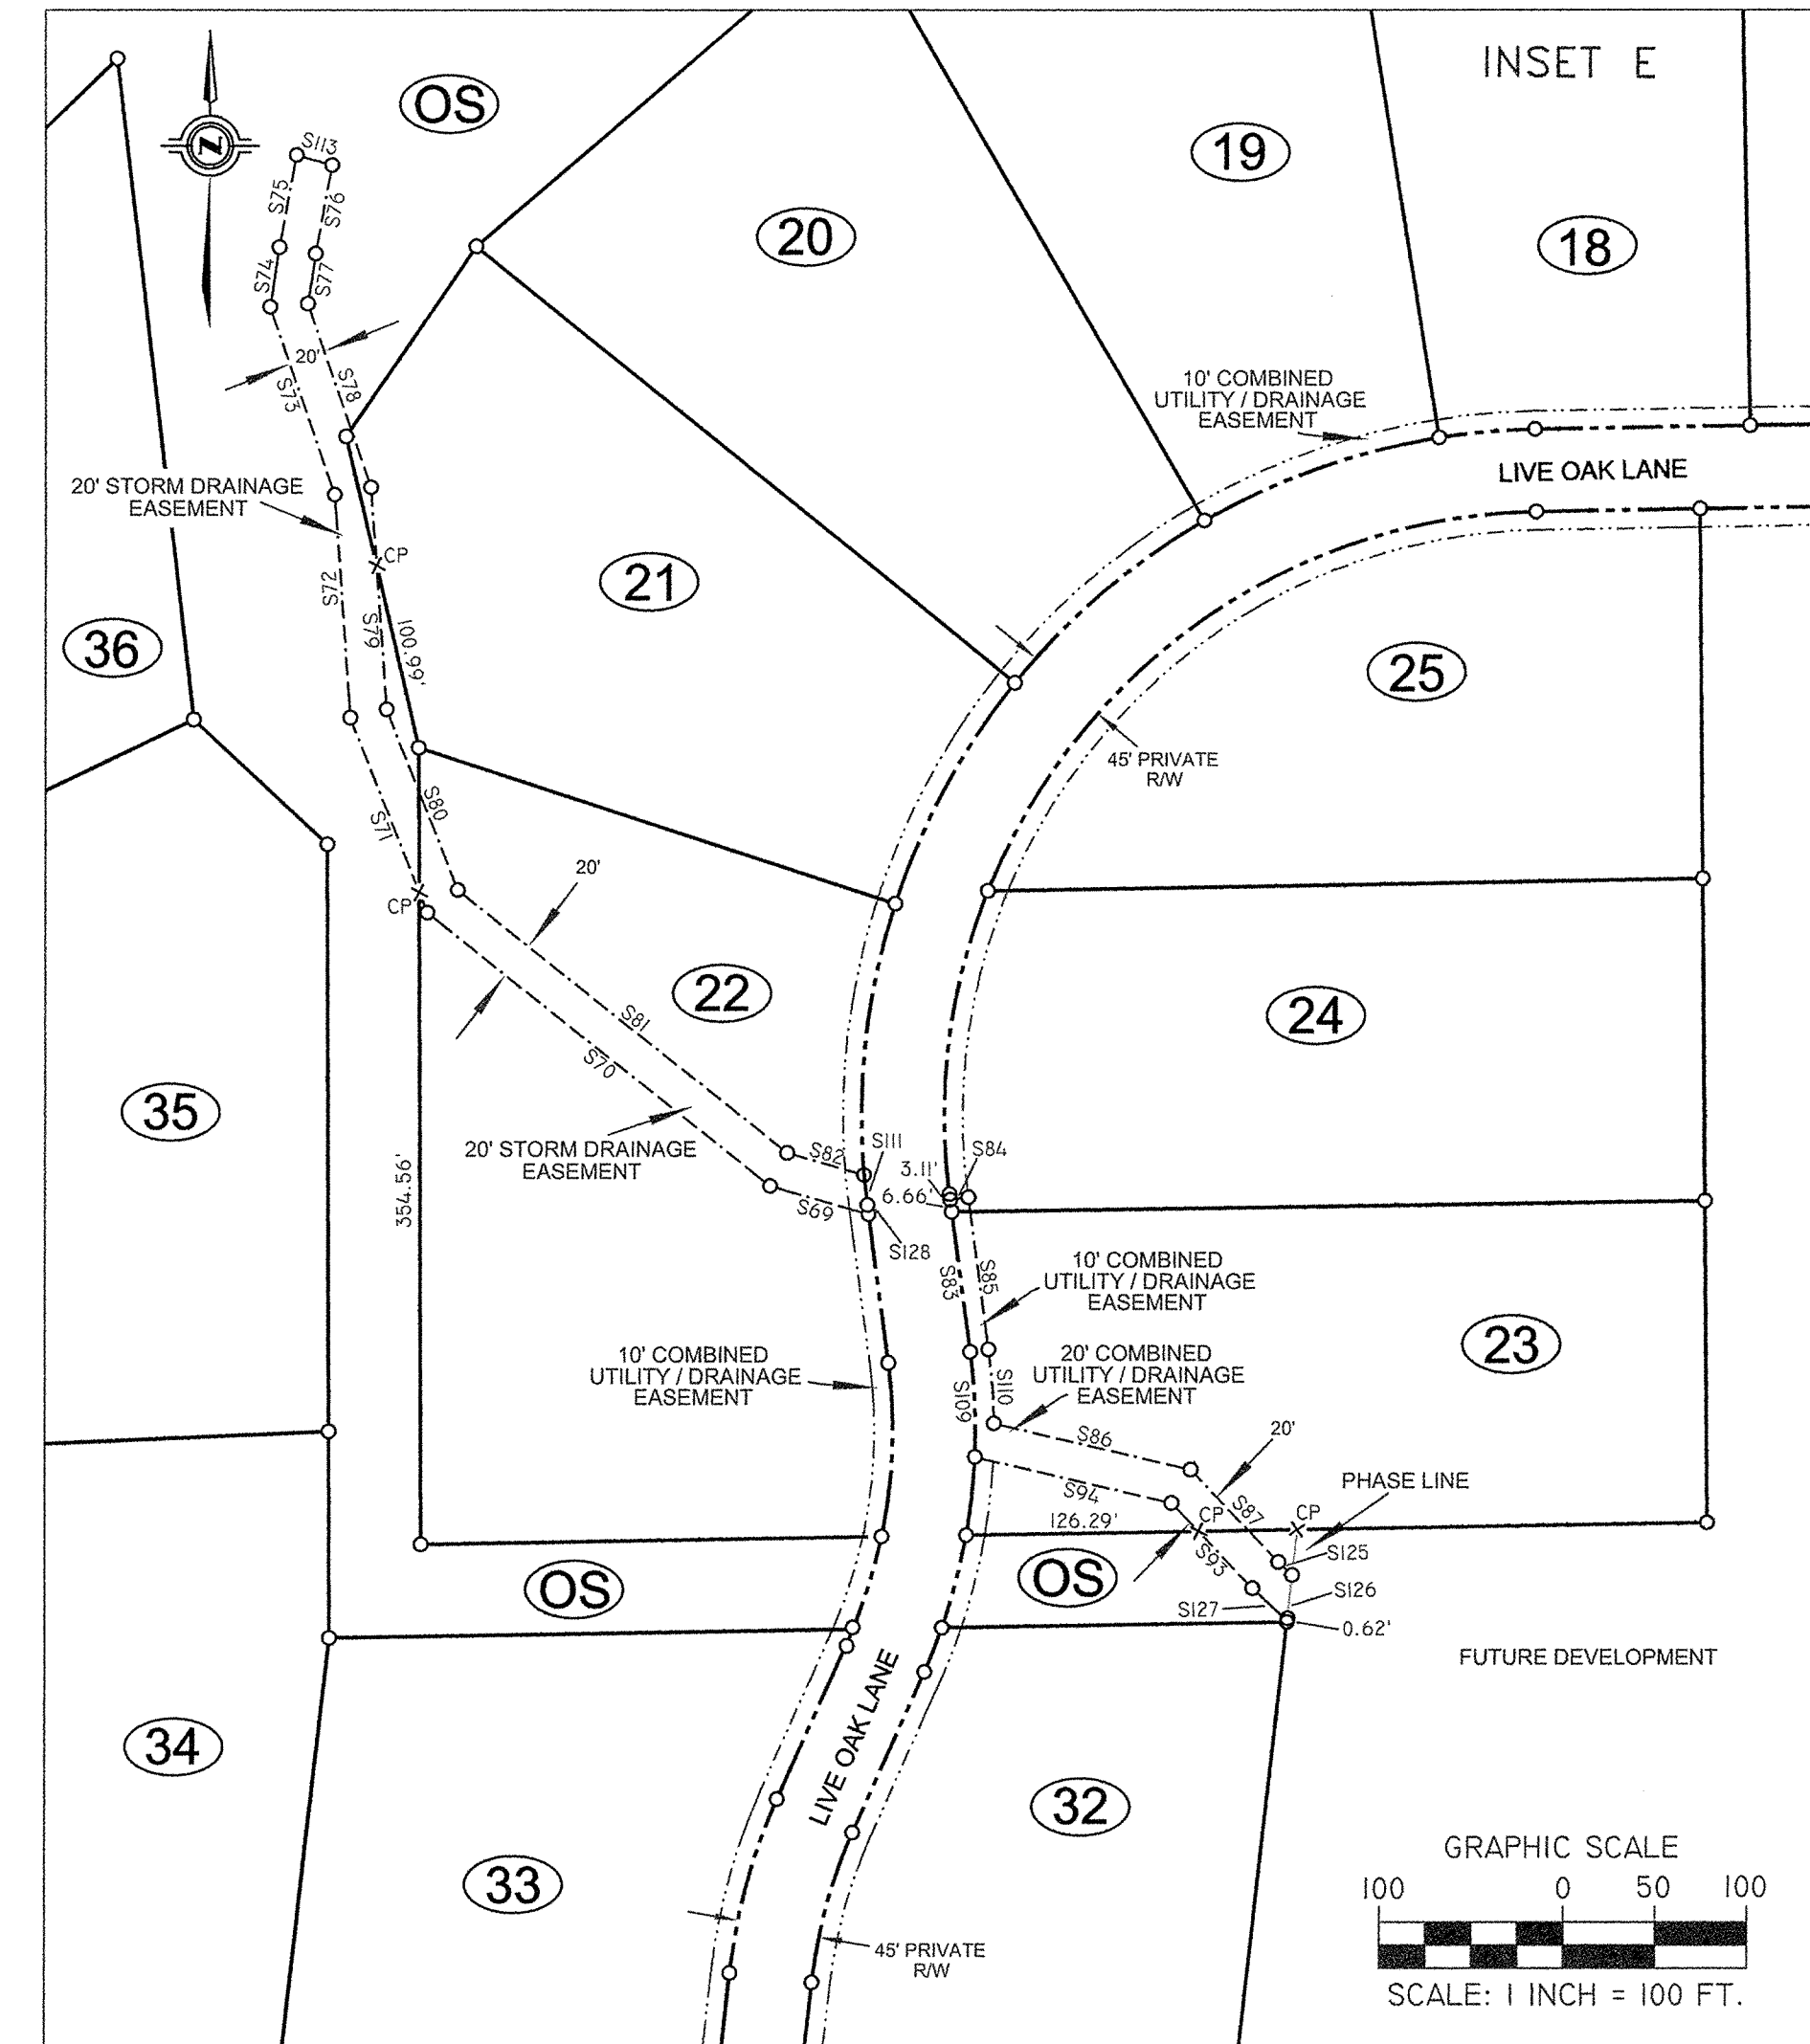 INSET E
OS
19
20
18
S113
S75
S76
N
S74
S77
20'
S73
S78
10' COMBINED
UTILITY / DRAINAGE
EASEMENT
LIVE OAK LANE
20' STORM DRAINAGE
EASEMENT
CP
S72
21
S79
100.99'
36
25
45' PRIVATE
R/W
S71
S80
20'
CP
22
24
S81
S70
35
20' STORM DRAINAGE
EASEMENT
S82
S111
S84
3.11'
6.66'
S69
S128
354.56'
S83
S85
10' COMBINED
UTILITY / DRAINAGE
EASEMENT
23
10' COMBINED
UTILITY / DRAINAGE
EASEMENT
20' COMBINED
UTILITY / DRAINAGE
EASEMENT
S109
S110
S86
20'
PHASE LINE
S94
S87
CP
CP
126.29'
S93
S125
OS
OS
S126
S127
0.62'
FUTURE DEVELOPMENT
LIVE OAK LANE
34
32
33
45' PRIVATE
R/W
GRAPHIC SCALE
100 0 50 100
SCALE: 1 INCH = 100 FT.